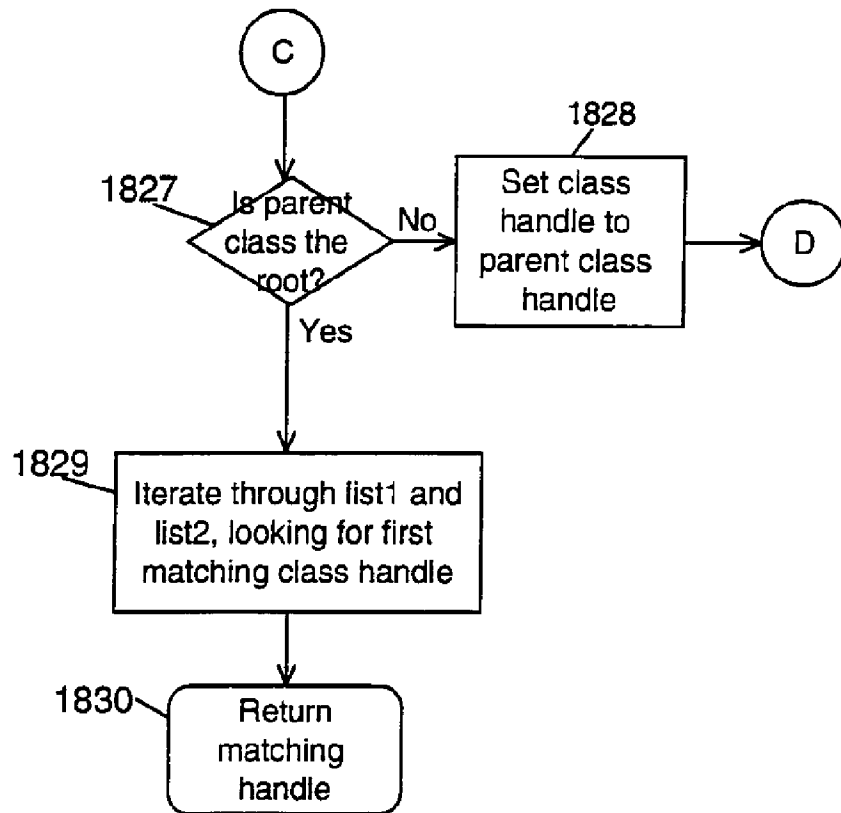 C
1828
1827
Is parent
class the
root?
No
Set class
handle to
parent class
handle
D
Yes
1829
Iterate through list1 and
list2, looking for first
matching class handle
1830
Return
matching
handle